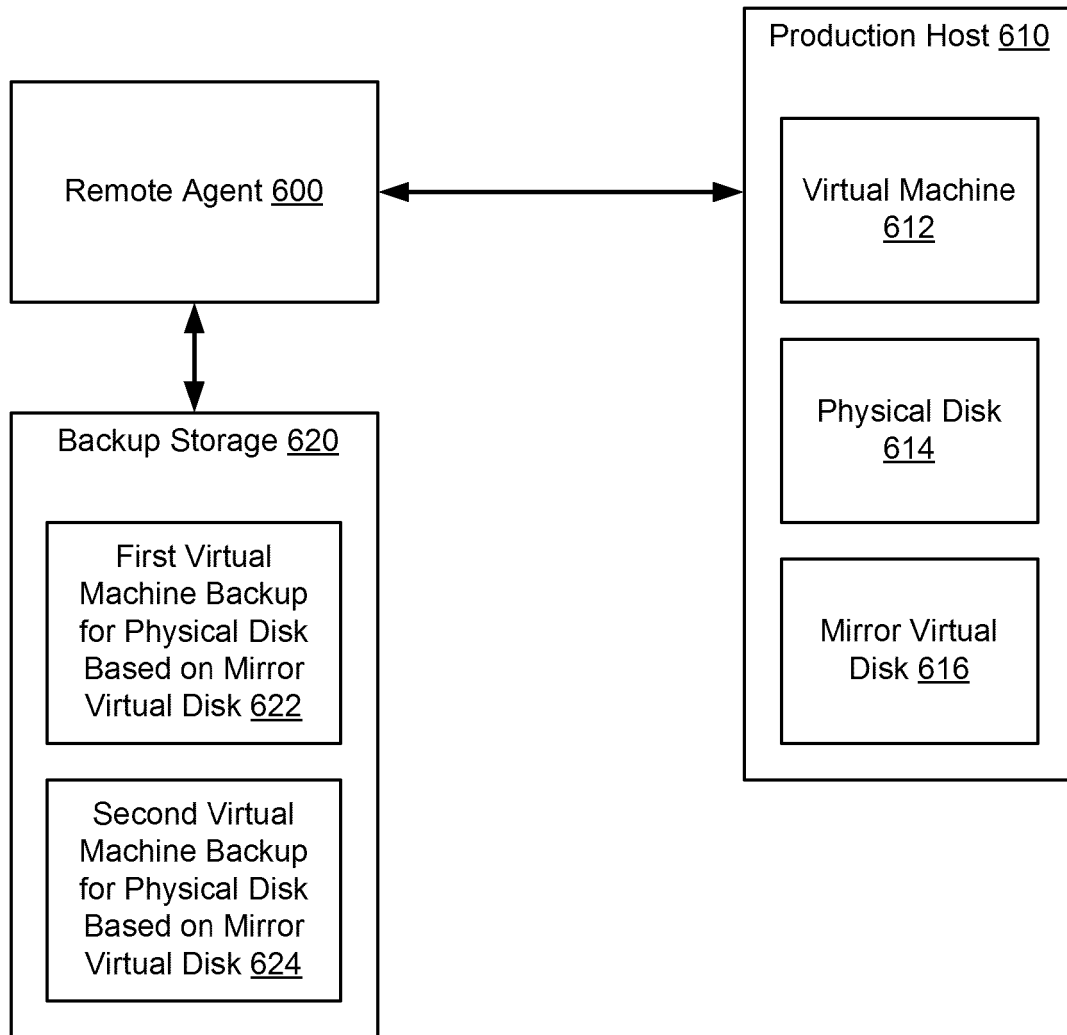 Production Host 610
Remote Agent 600
Virtual Machine
612
Physical Disk
614
Mirror Virtual
Disk 616
Backup Storage 620
First Virtual
Machine Backup
for Physical Disk
Based on Mirror
Virtual Disk 622
Second Virtual
Machine Backup
for Physical Disk
Based on Mirror
Virtual Disk 624